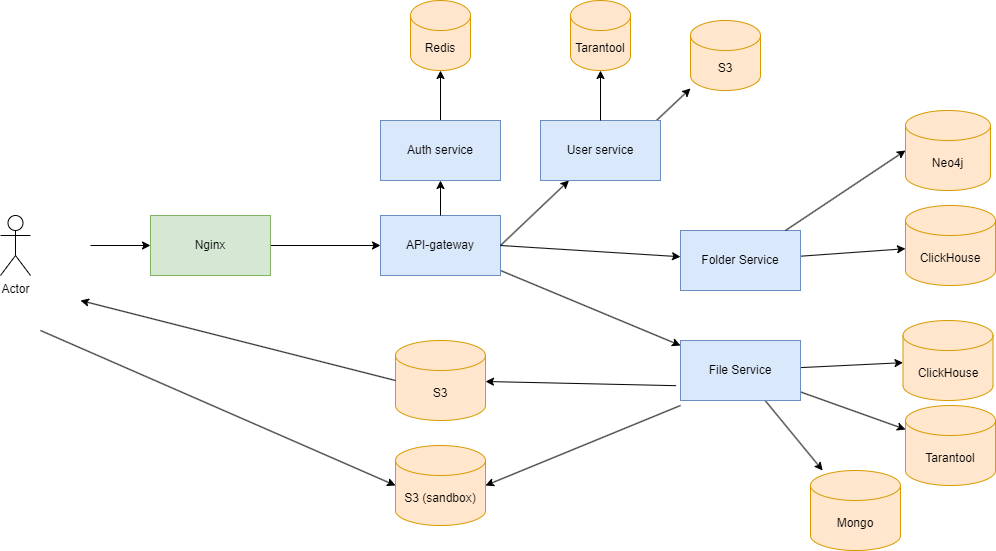 Redis
Tarantool
S3
Auth service
User service
Neo4j
Nginx
API-gateway
Folder Service
ClickHouse
Actor
S3
File Service
ClickHouse
Tarantool
S3 (sandbox)
Mongo